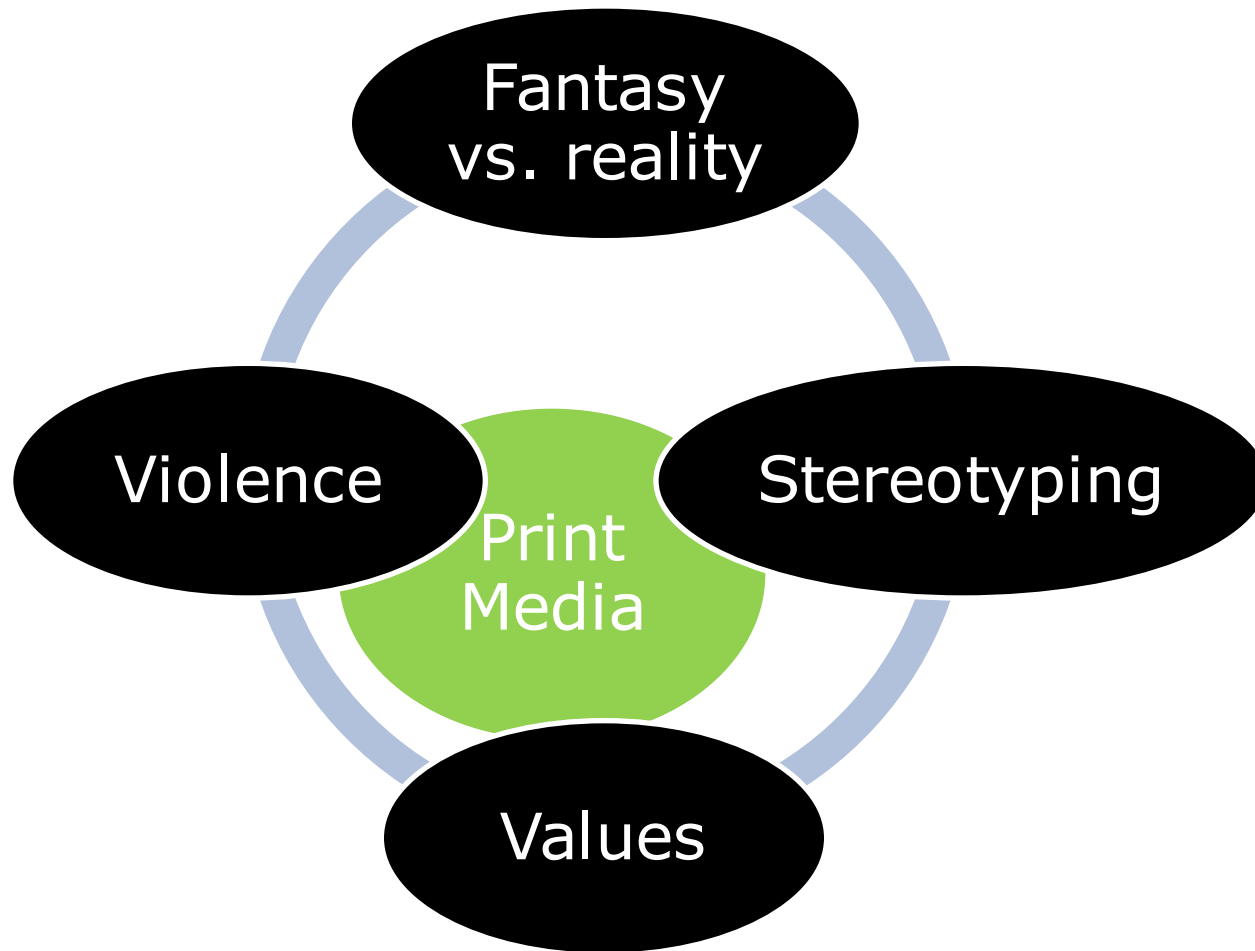 Fantasy
vs. reality
Violence
Stereotyping
Print
Media
Values